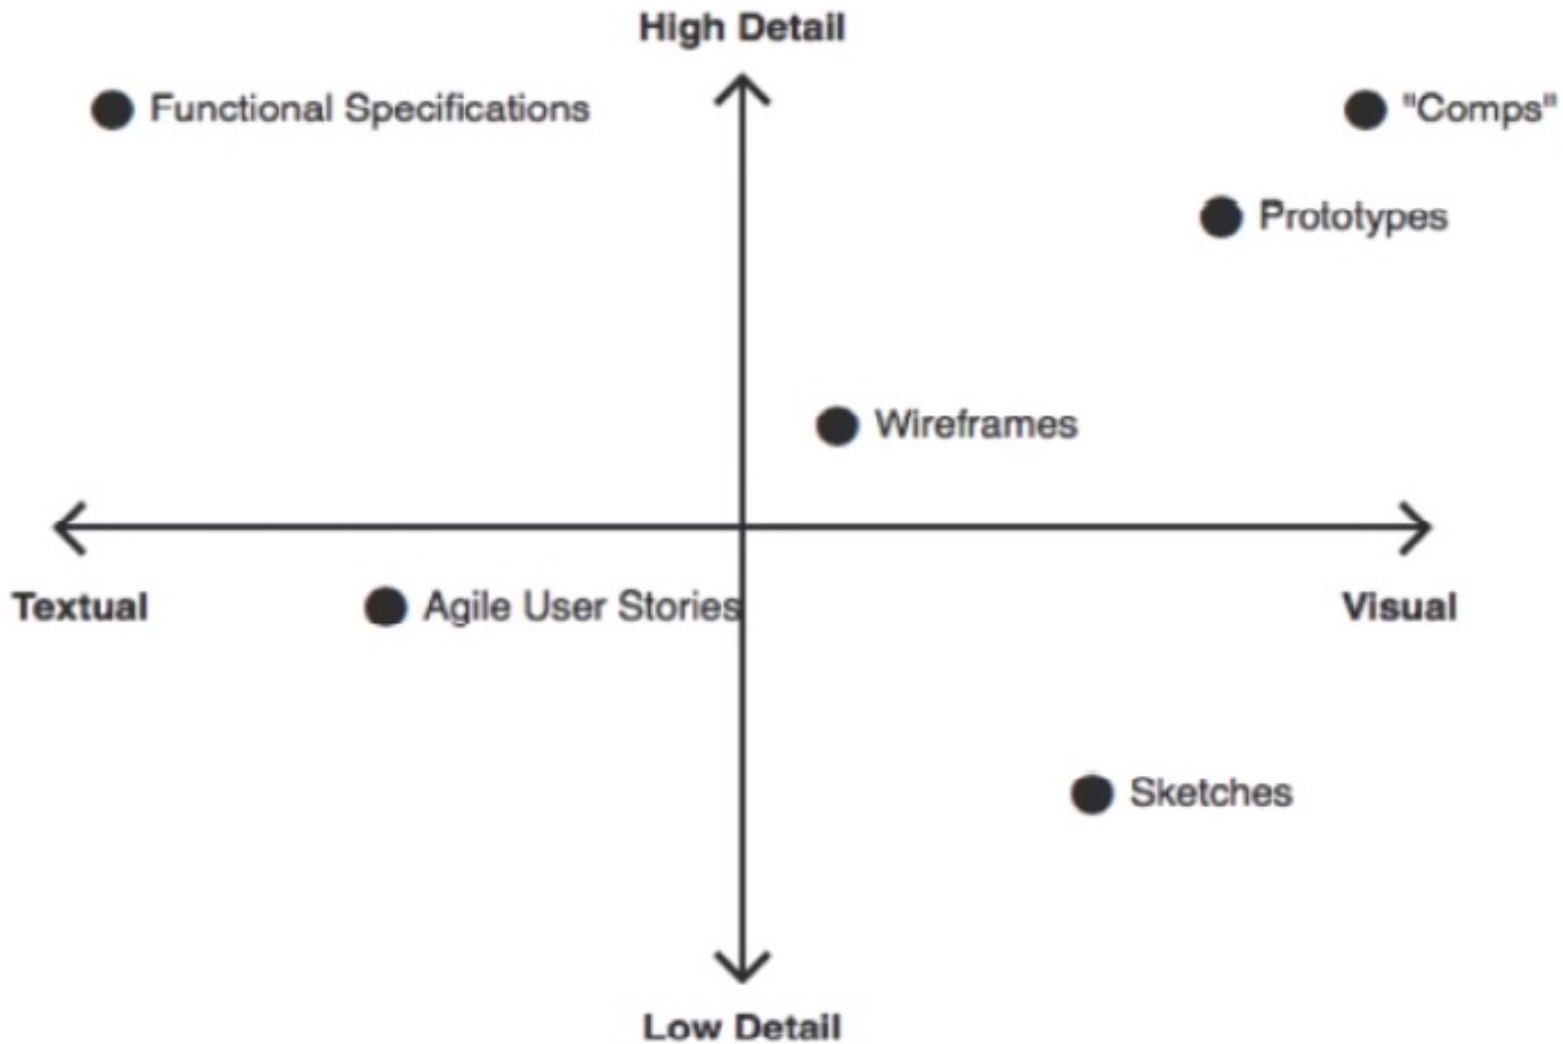 High Detail
Functional Specifications
"Comps"
Prototypes
Wireframes
Textual
Agile User Stories
Visual
Sketches
Low Detail